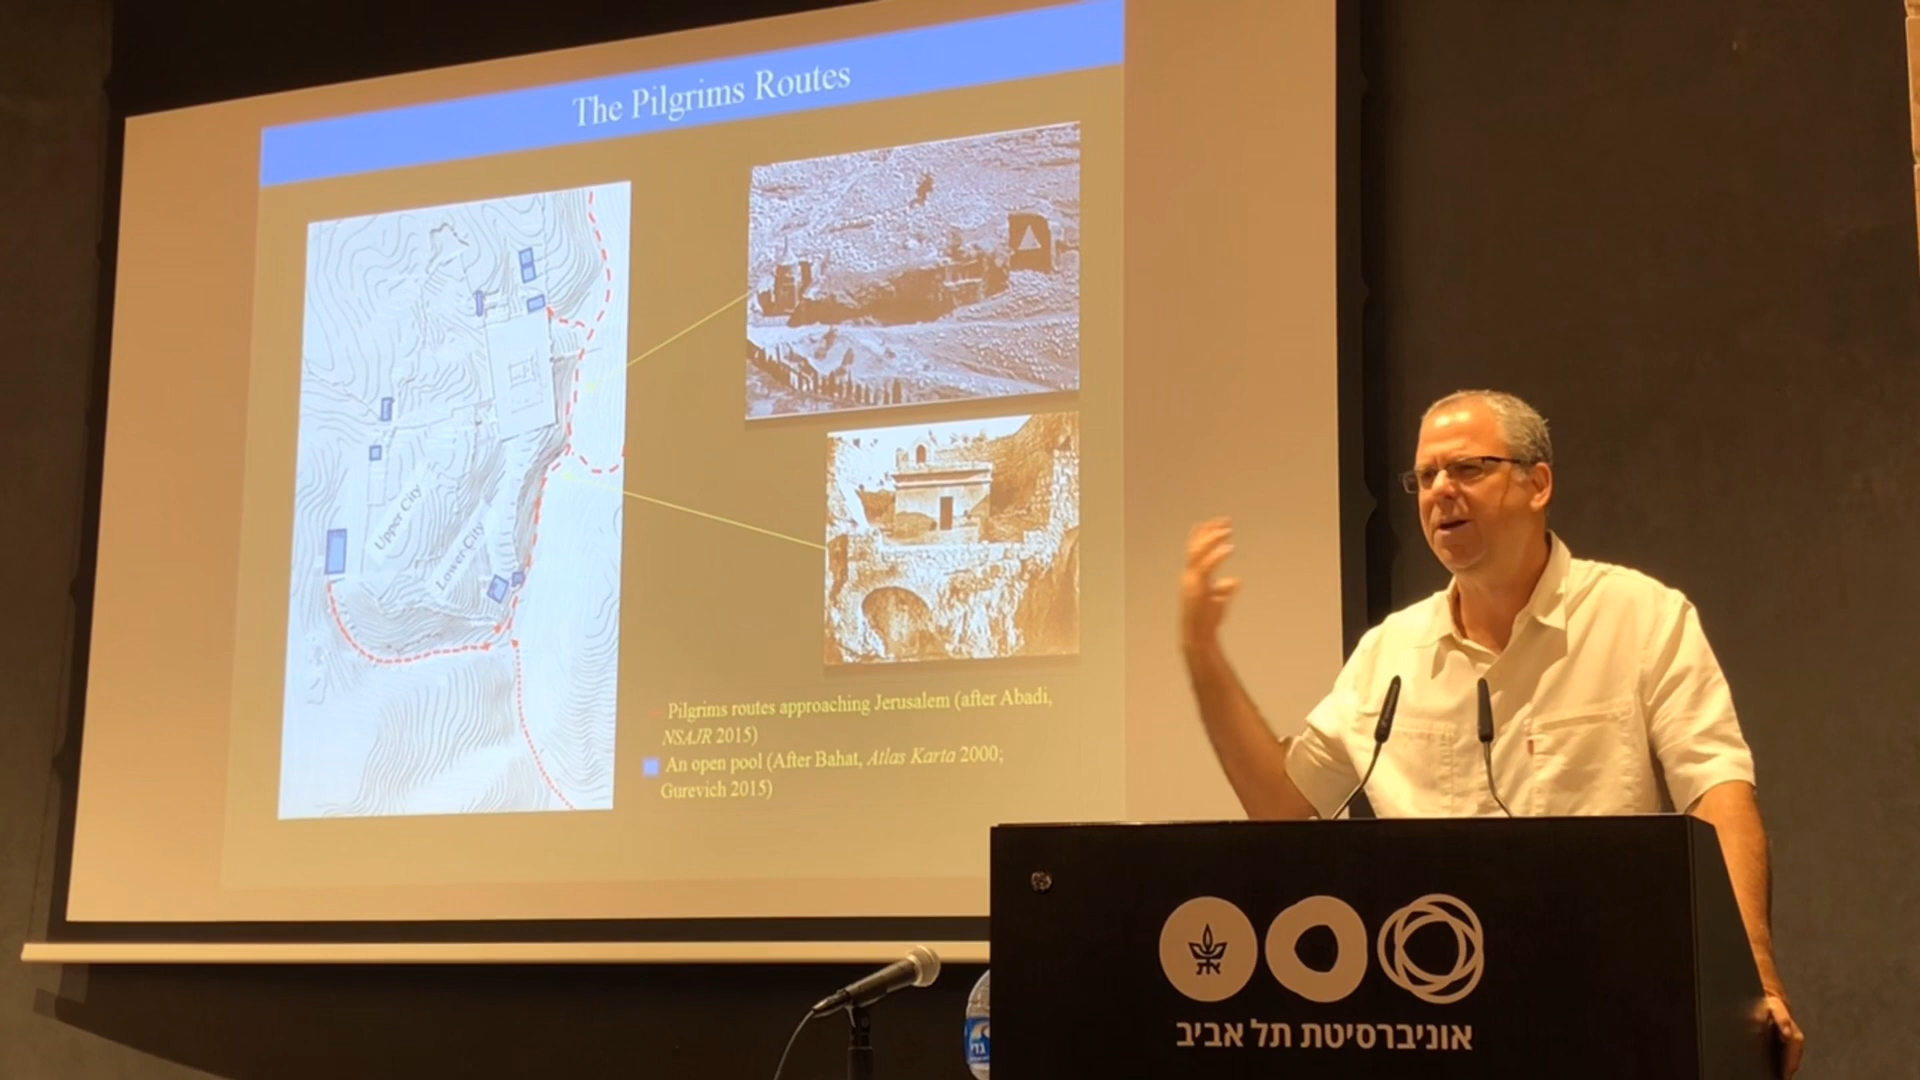 The Pilgrims Routes
Upper City
Lower City
Pilgrims routes approaching Jerusalem (after Abadi,
NSAJR 2015)
An open pool (After Bahat, Atlas Karta 2000;
Gurevich 2015)
את
אוניברסיטת תל אביב